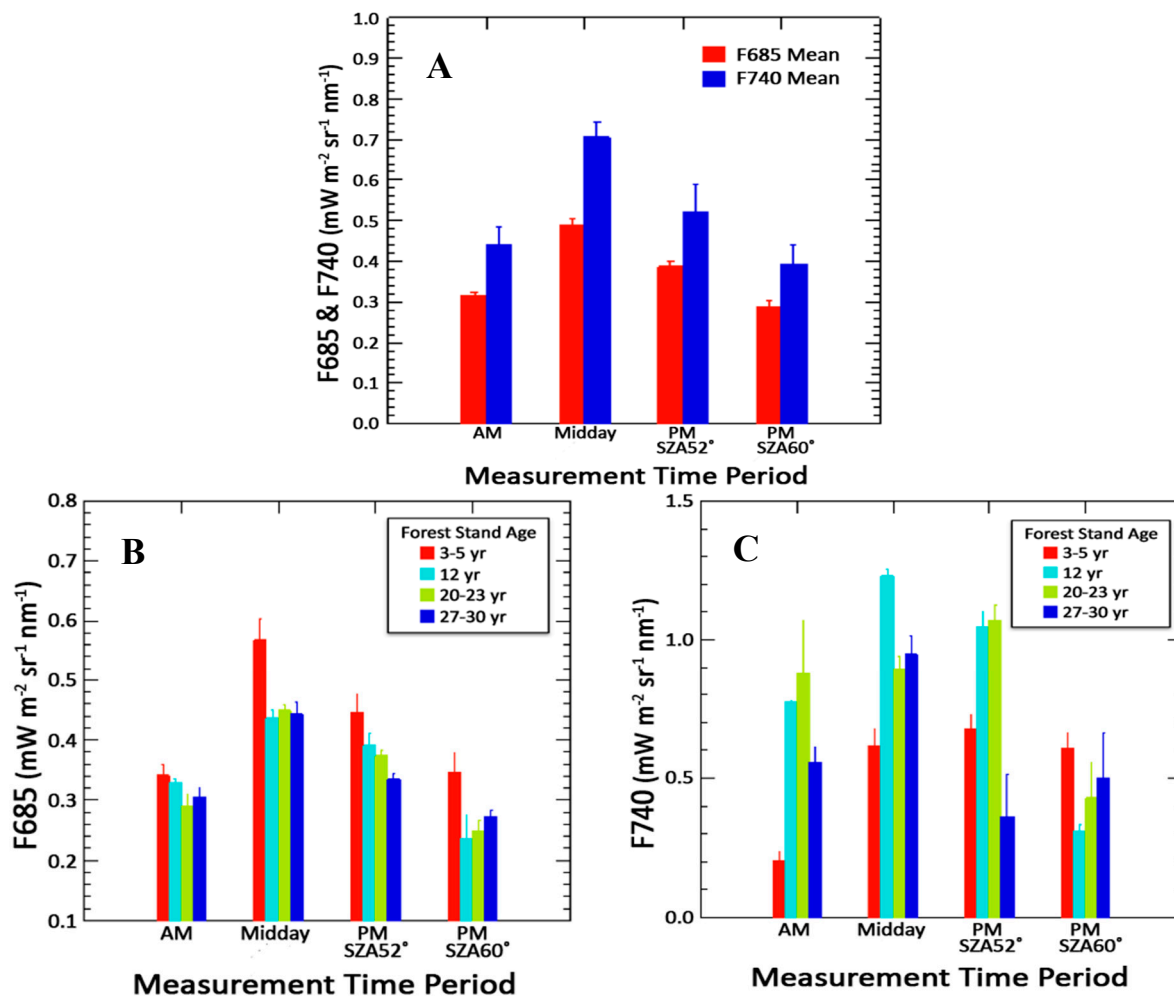 A
F685 Mean
F740 Mean
1.0
0.9
0.8
0.7
0.6
0.5
0.4
0.3
0.2
0.1
0.0
F685 & F740 (mW m⁻² sr⁻¹ nm⁻¹)
AM
Midday
PM
SZA52°
PM
SZA60°
Measurement Time Period
B
Forest Stand Age
3-5 yr
12 yr
20-23 yr
27-30 yr
0.8
0.7
0.6
0.5
0.4
0.3
0.2
0.1
F685 (mW m⁻² sr⁻¹ nm⁻¹)
AM
Midday
PM
SZA52°
PM
SZA60°
Measurement Time Period
C
Forest Stand Age
3-5 yr
12 yr
20-23 yr
27-30 yr
1.5
1.0
0.5
0.0
F740 (mW m⁻² sr⁻¹ nm⁻¹)
AM
Midday
PM
SZA52°
PM
SZA60°
Measurement Time Period